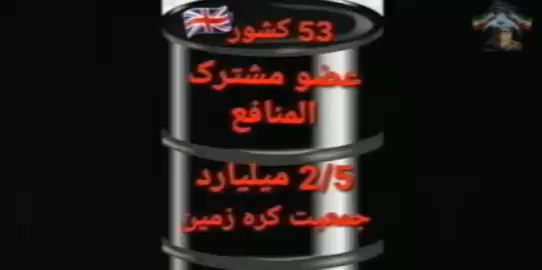 53 کشور
عضو مشترک
المنافع
2/5 میلیارد
جمعیت کره زمین